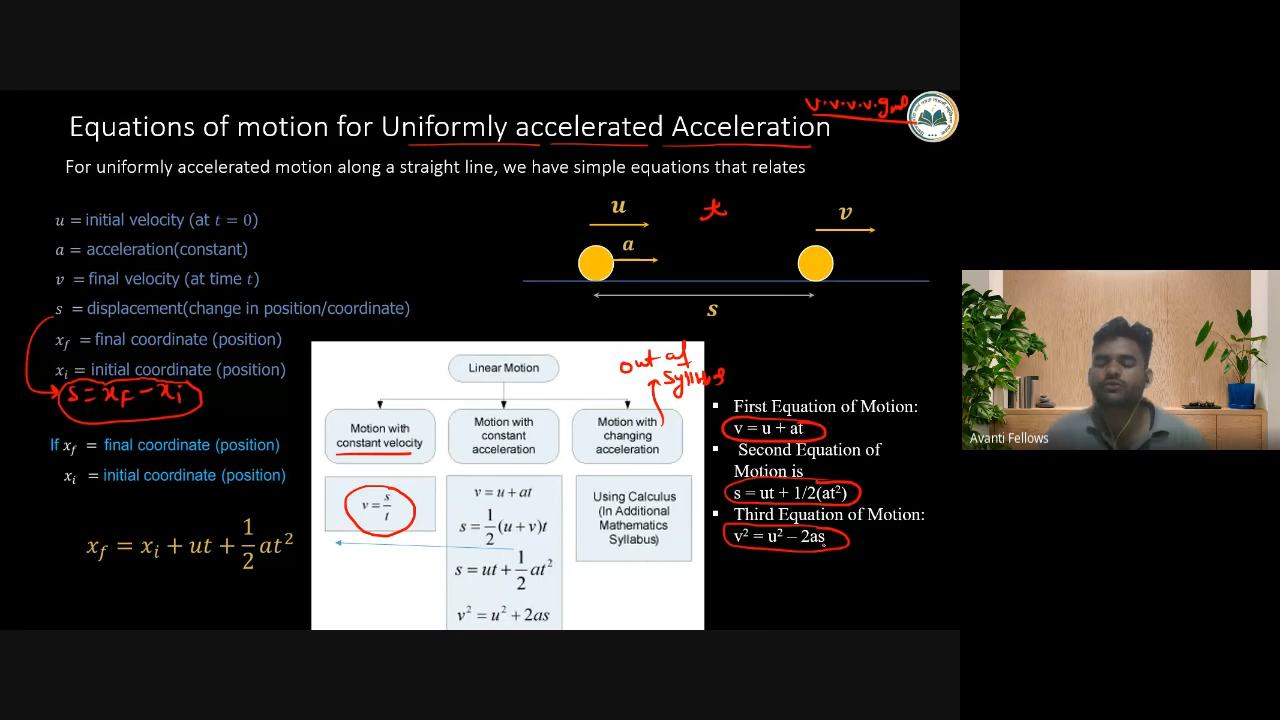 v.v.v.v.gmp
Equations of motion for Uniformly accelerated Acceleration
For uniformly accelerated motion along a straight line, we have simple equations that relates
u = initial velocity (at t = 0)
a = acceleration(constant)
v = final velocity (at time t)
s = displacement(change in position/coordinate)
x_f = final coordinate (position)
x_i = initial coordinate (position)
s = x_f − x_i
If x_f = final coordinate (position)
x_i = initial coordinate (position)
x_f = x_i + ut + 1/2 at²
u
t
v
a
s
Linear Motion
out of
syllabus
Motion with
constant velocity
Motion with
constant
acceleration
Motion with
changing
acceleration
v = s/t
v = u + at
s = 1/2 (u + v)t
s = ut + 1/2 at²
v² = u² + 2as
Using Calculus
(In Additional
Mathematics
Syllabus)
▪ First Equation of Motion:
v = u + at
▪ Second Equation of
Motion is
s = ut + 1/2(at²)
▪ Third Equation of Motion:
v² = u² – 2as
Avanti Fellows